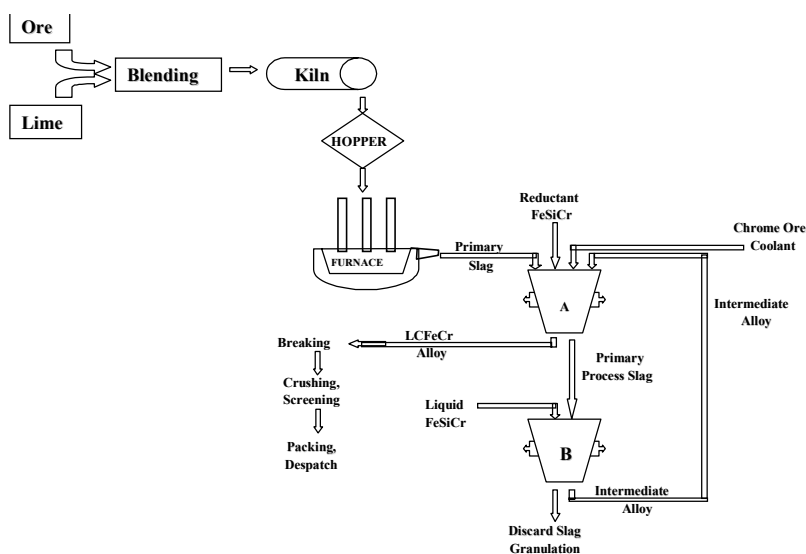 Ore
Blending
Kiln
Lime
HOPPER
Reductant
FeSiCr
Chrome Ore
Coolant
FURNACE
Primary
Slag
A
Intermediate
Alloy
LCFeCr
Alloy
Breaking
Primary
Process Slag
Crushing,
Screening
Liquid
FeSiCr
Packing,
Despatch
B
Intermediate
Alloy
Discard Slag
Granulation